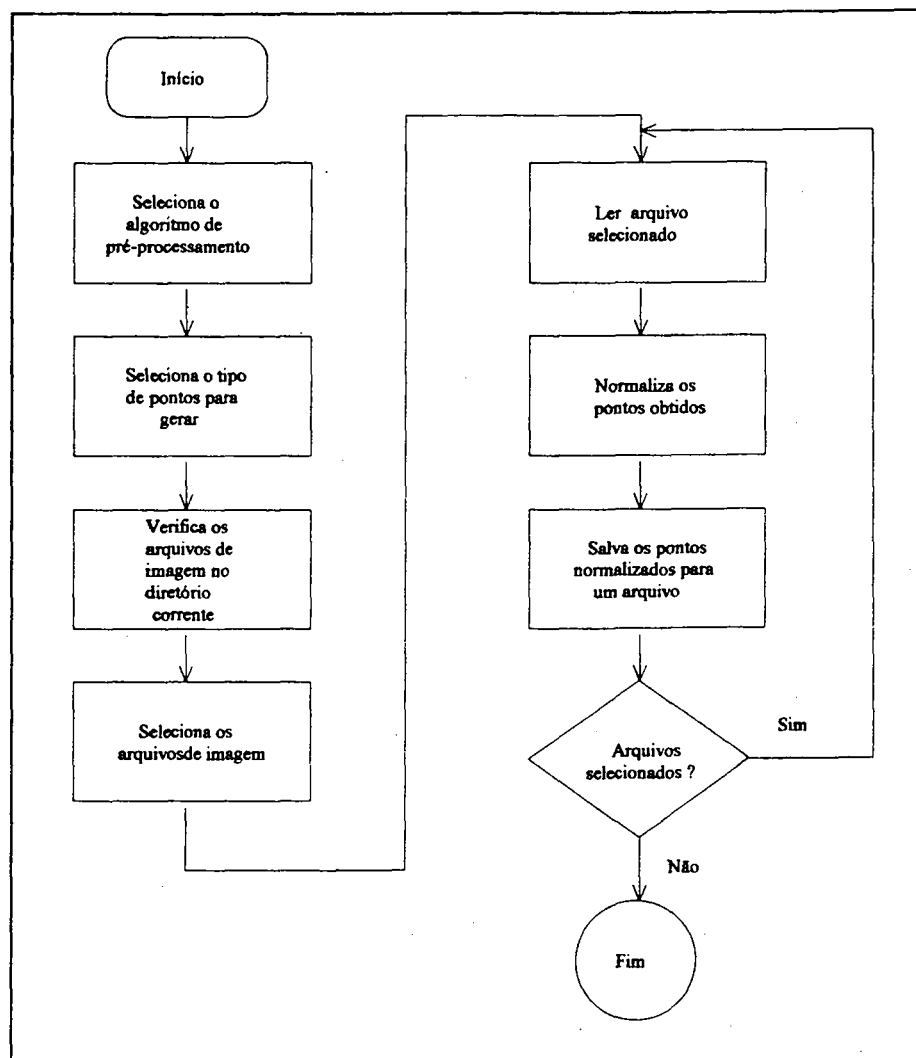 Início
Seleciona o
algorítmo de
pré-processamento
Seleciona o tipo
de pontos para
gerar
Verifica os
arquivos de
imagem no
diretório
corrente
Seleciona os
arquivosde imagem
Ler arquivo
selecionado
Normaliza os
pontos obtidos
Salva os pontos
normalizados para
um arquivo
Arquivos
selecionados ?
Sim
Não
Fim